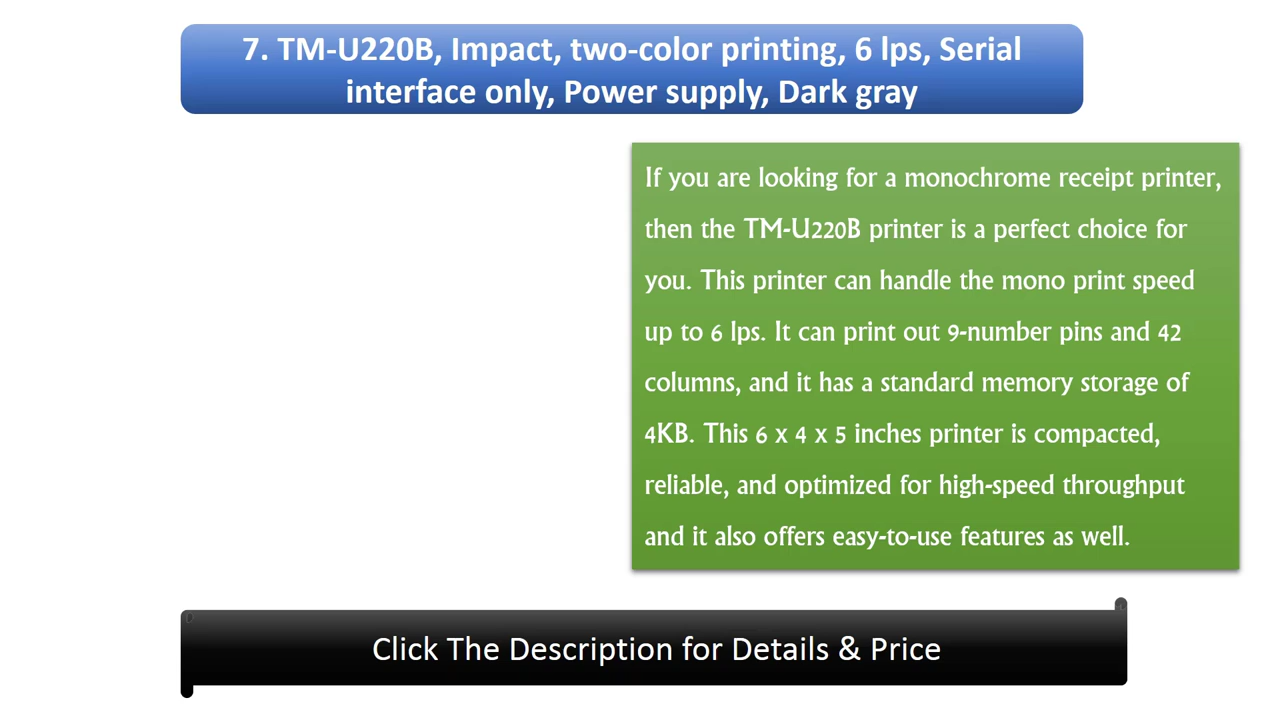 7. TM-U220B, Impact, two-color printing, 6 lps, Serial
interface only, Power supply, Dark gray
If you are looking for a monochrome receipt printer,
then the TM-U220B printer is a perfect choice for
you. This printer can handle the mono print speed
up to 6 lps. It can print out 9-number pins and 42
columns, and it has a standard memory storage of
4KB. This 6 x 4 x 5 inches printer is compacted,
reliable, and optimized for high-speed throughput
and it also offers easy-to-use features as well.
Click The Description for Details & Price